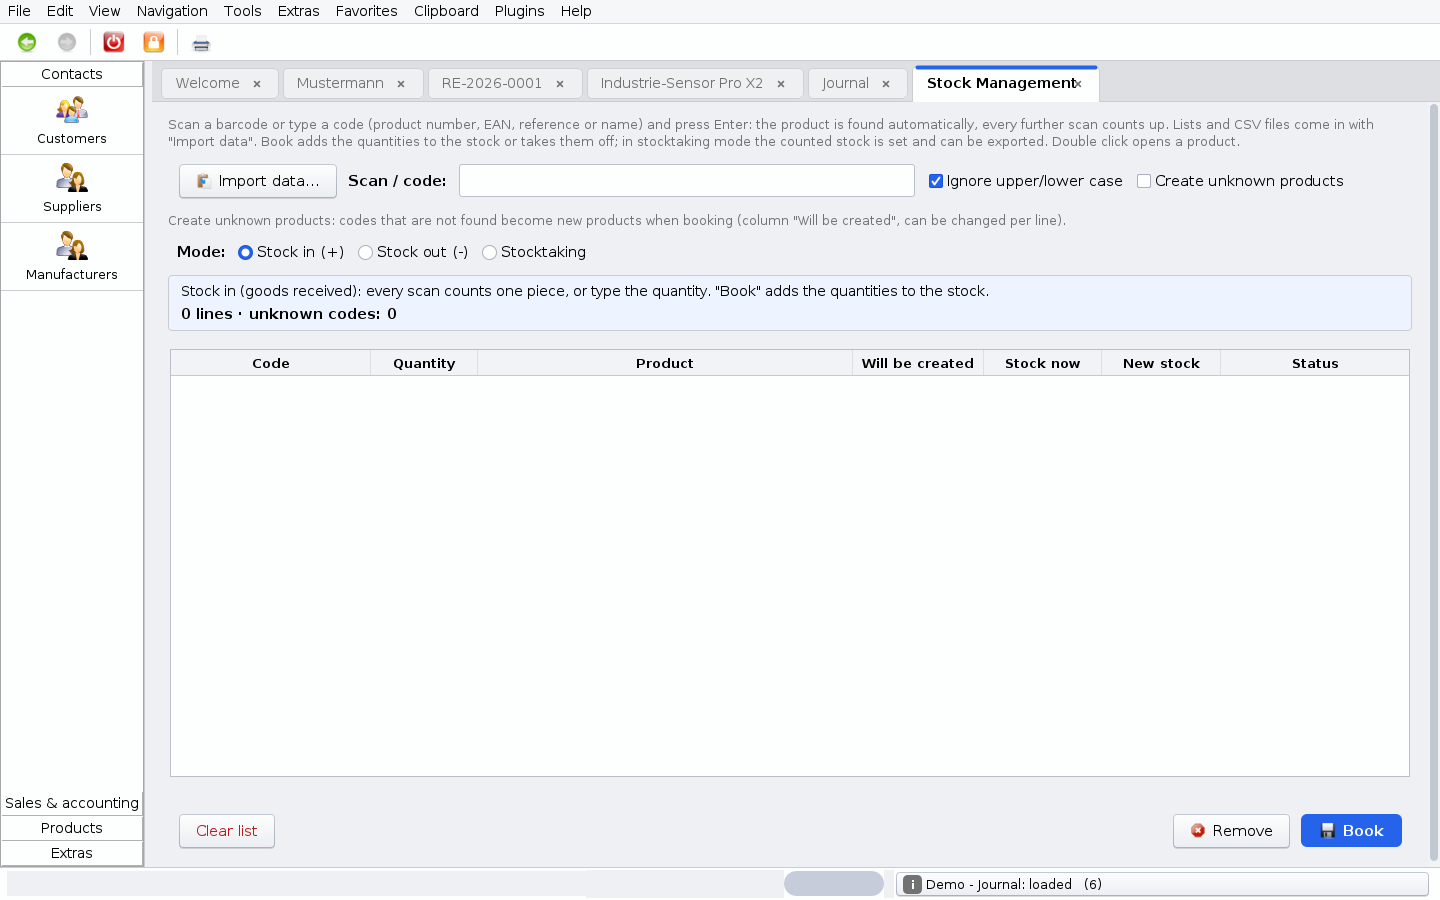 File Edit View Navigation Tools Extras Favorites Clipboard Plugins Help
Contacts
Customers
Suppliers
Manufacturers
Sales & accounting
Products
Extras
Welcome × Mustermann × RE-2026-0001 × Industrie-Sensor Pro X2 × Journal × Stock Management ×
Scan a barcode or type a code (product number, EAN, reference or name) and press Enter: the product is found automatically, every further scan counts up. Lists and CSV files come in with
"Import data". Book adds the quantities to the stock or takes them off; in stocktaking mode the counted stock is set and can be exported. Double click opens a product.
Import data... Scan / code: Ignore upper/lower case Create unknown products
Create unknown products: codes that are not found become new products when booking (column "Will be created", can be changed per line).
Mode: Stock in (+) Stock out (-) Stocktaking
Stock in (goods received): every scan counts one piece, or type the quantity. "Book" adds the quantities to the stock.
0 lines · unknown codes: 0
Code Quantity Product Will be created Stock now New stock Status
Clear list Remove Book
Demo - Journal: loaded (6)